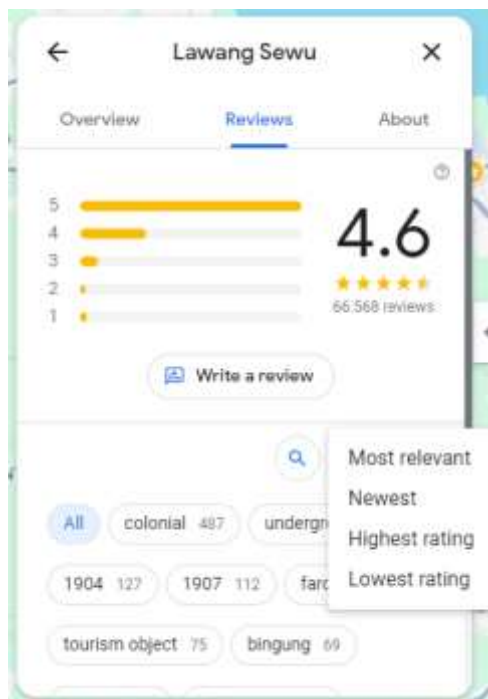 Lawang Sewu
Overview Reviews About
5
4
3
2
1
4.6
66.568 reviews
Write a review
Most relevant
Newest
Highest rating
Lowest rating
All colonial 487
1904 127 1907 112
tourism object 75 bingung 69